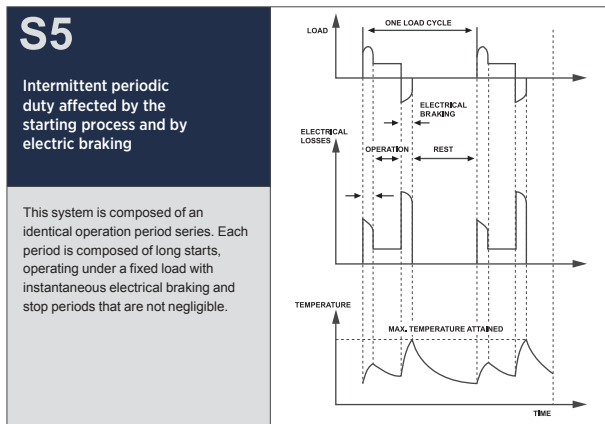 S5
Intermittent periodic
duty affected by the
starting process and by
electric braking
This system is composed of an
identical operation period series. Each
period is composed of long starts,
operating under a fixed load with
instantaneous electrical braking and
stop periods that are not negligible.
ONE LOAD CYCLE
LOAD
ELECTRICAL
BRAKING
ELECTRICAL
LOSSES
OPERATION
REST
TEMPERATURE
MAX. TEMPERATURE ATTAINED
TIME